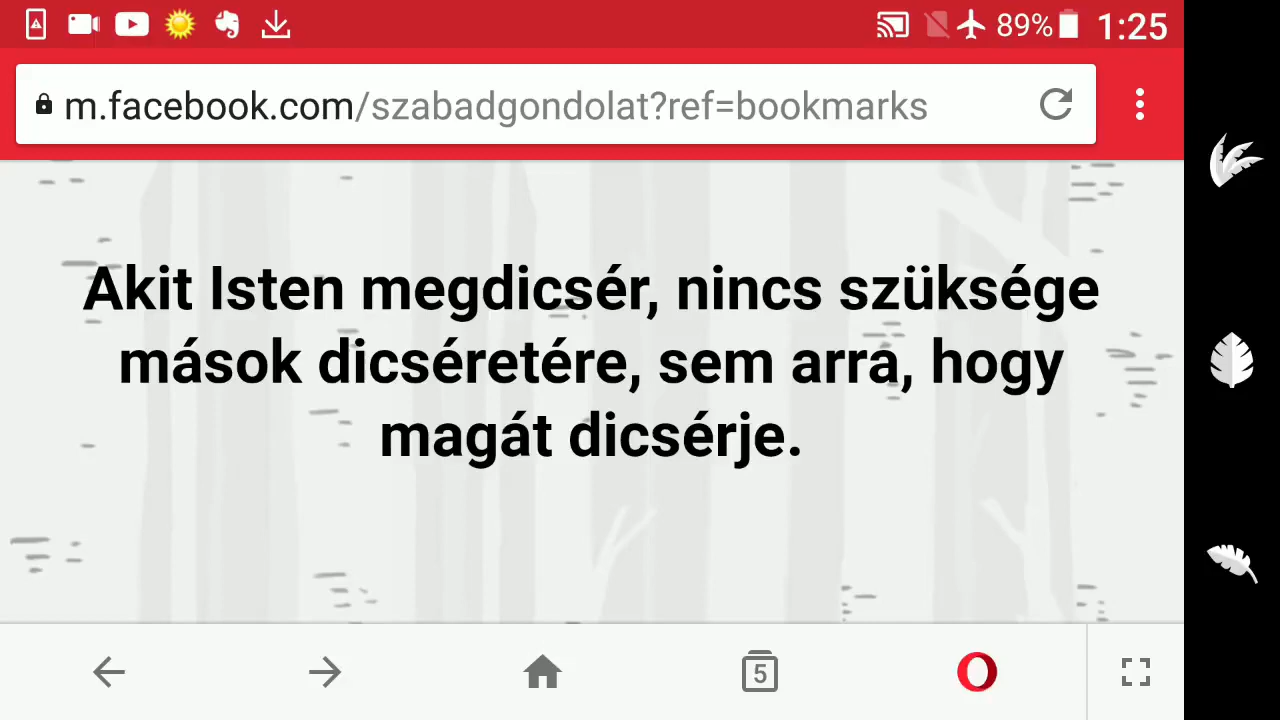 89% 1:25
m.facebook.com/szabadgondolat?ref=bookmarks
Akit Isten megdicsér, nincs szüksége
mások dicséretére, sem arra, hogy
magát dicsérje.
5